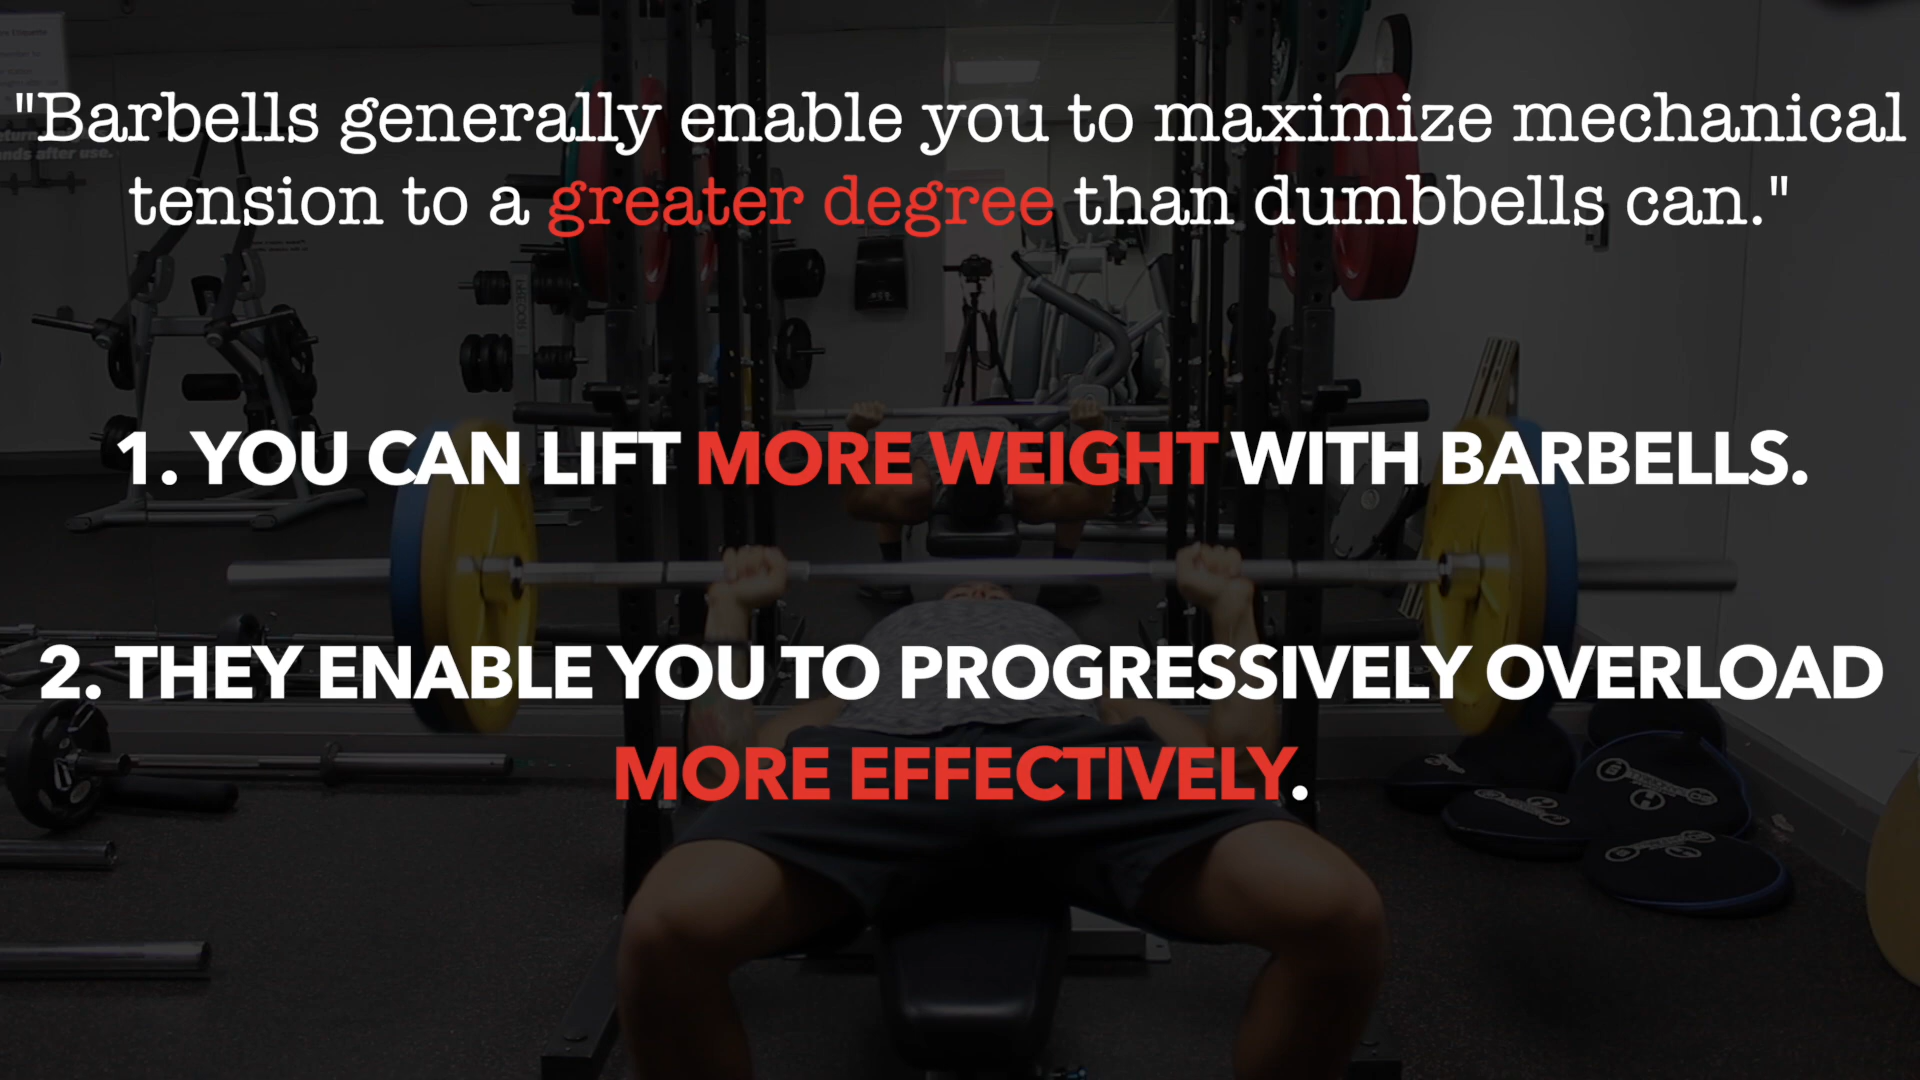 "Barbells generally enable you to maximize mechanical
tension to a greater degree than dumbbells can."
1. YOU CAN LIFT MORE WEIGHT WITH BARBELLS.
2. THEY ENABLE YOU TO PROGRESSIVELY OVERLOAD
MORE EFFECTIVELY.